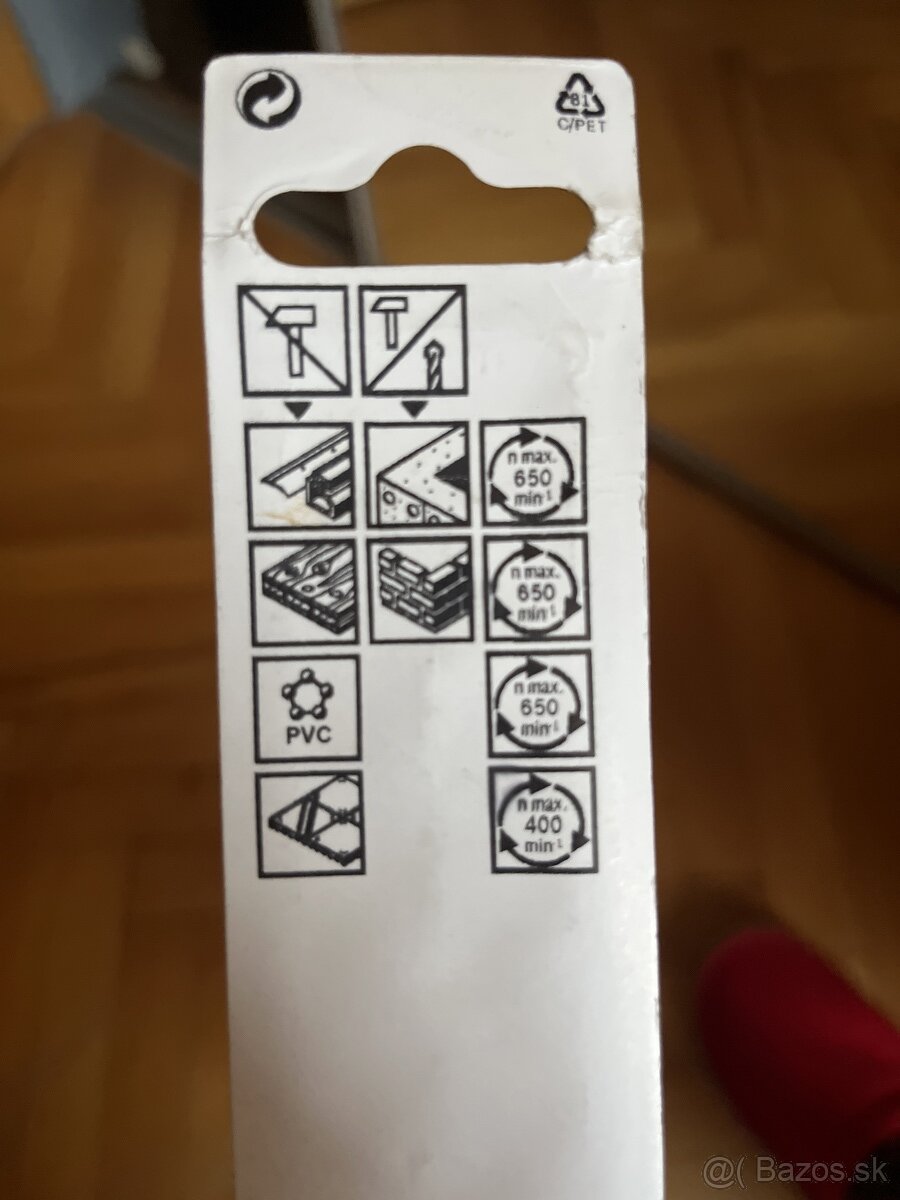 81
C/PET
n max.
650
min-1
n max.
650
min-1
PVC
n max.
650
min-1
n max.
400
min-1
@( Bazos.sk